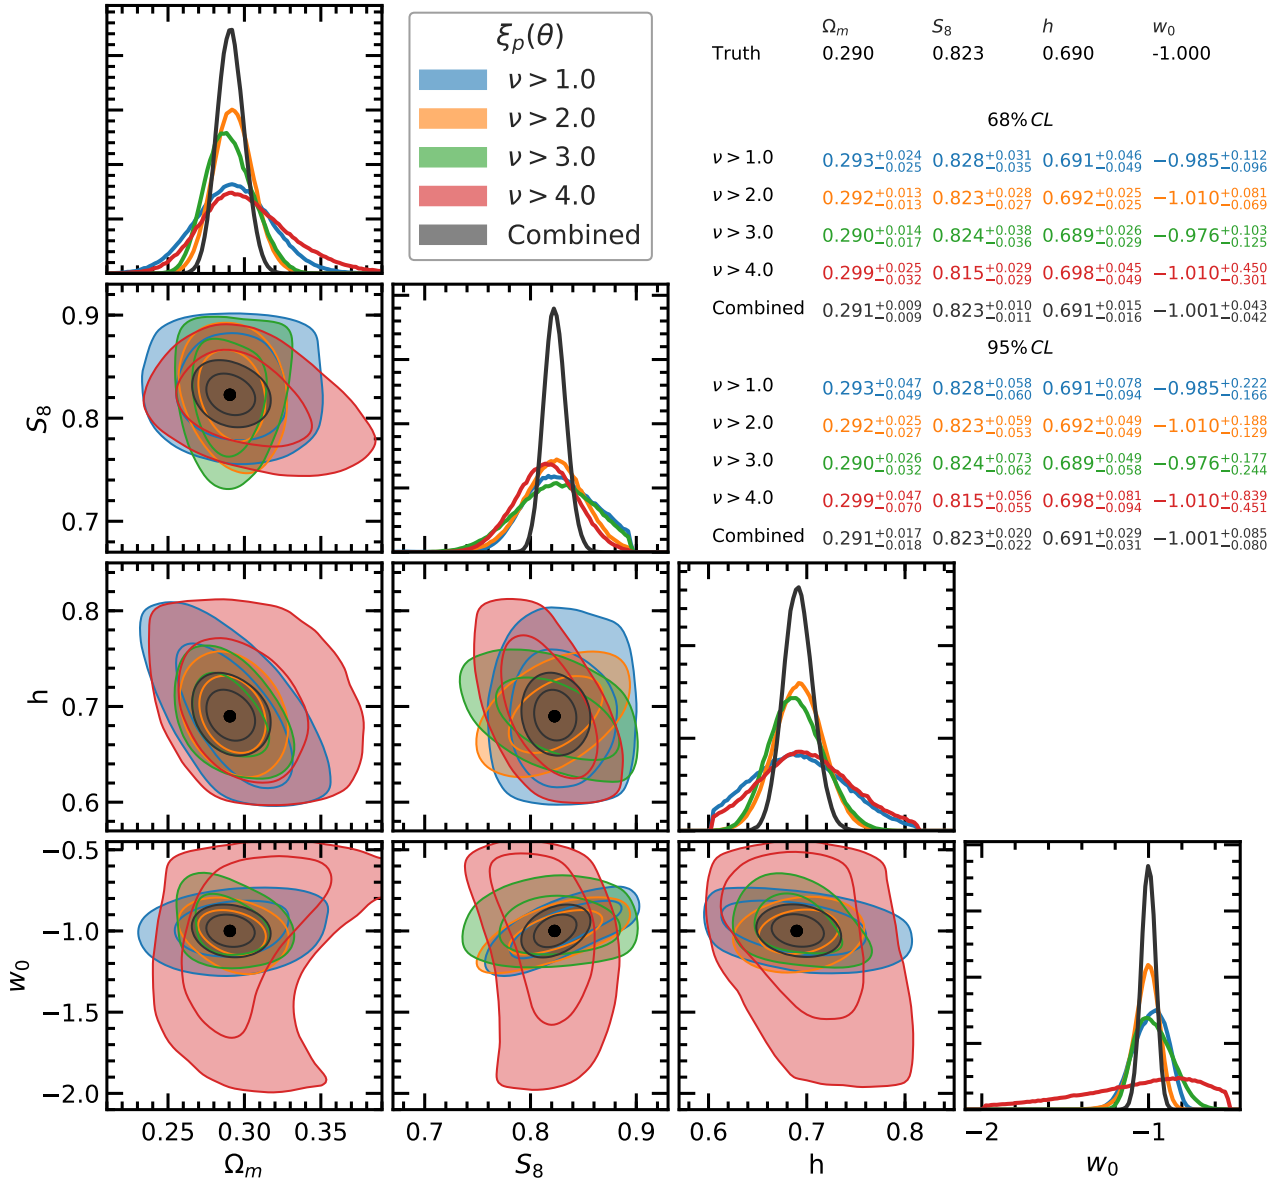 ξp(θ)
ν > 1.0
ν > 2.0
ν > 3.0
ν > 4.0
Combined
Ωm S8 h w0
Truth 0.290 0.823 0.690 -1.000
68% CL
ν > 1.0 0.293+0.024−0.025 0.828+0.031−0.035 0.691+0.046−0.049 −0.985+0.112−0.096
ν > 2.0 0.292+0.013−0.013 0.823+0.028−0.027 0.692+0.025−0.025 −1.010+0.081−0.069
ν > 3.0 0.290+0.014−0.017 0.824+0.038−0.036 0.689+0.026−0.029 −0.976+0.103−0.125
ν > 4.0 0.299+0.025−0.032 0.815+0.029−0.029 0.698+0.045−0.049 −1.010+0.450−0.301
Combined 0.291+0.009−0.009 0.823+0.010−0.011 0.691+0.015−0.016 −1.001+0.043−0.042
95% CL
ν > 1.0 0.293+0.047−0.049 0.828+0.058−0.060 0.691+0.078−0.094 −0.985+0.222−0.166
ν > 2.0 0.292+0.025−0.027 0.823+0.059−0.053 0.692+0.049−0.049 −1.010+0.188−0.129
ν > 3.0 0.290+0.026−0.032 0.824+0.073−0.062 0.689+0.049−0.058 −0.976+0.177−0.244
ν > 4.0 0.299+0.047−0.070 0.815+0.056−0.055 0.698+0.081−0.094 −1.010+0.839−0.451
Combined 0.291+0.017−0.018 0.823+0.020−0.022 0.691+0.029−0.031 −1.001+0.085−0.080
0.9
0.8
0.7
S8
0.8
0.7
0.6
h
−0.5
−1.0
−1.5
−2.0
w0
0.25 0.30 0.35
0.7 0.8 0.9
0.6 0.7 0.8
−2 −1
Ωm S8 h w0